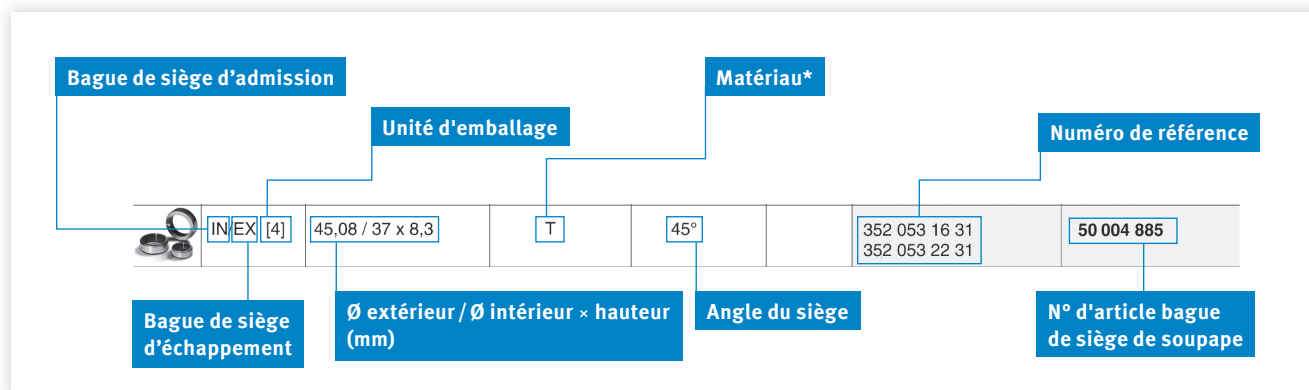 Bague de siège d’admission
Matériau*
Unité d'emballage
Numéro de référence
IN/EX [4] 45,08 / 37 x 8,3 T 45° 352 053 16 31 50 004 885
352 053 22 31
Bague de siège
d’échappement
Ø extérieur / Ø intérieur × hauteur
(mm)
Angle du siège
N° d'article bague
de siège de soupape